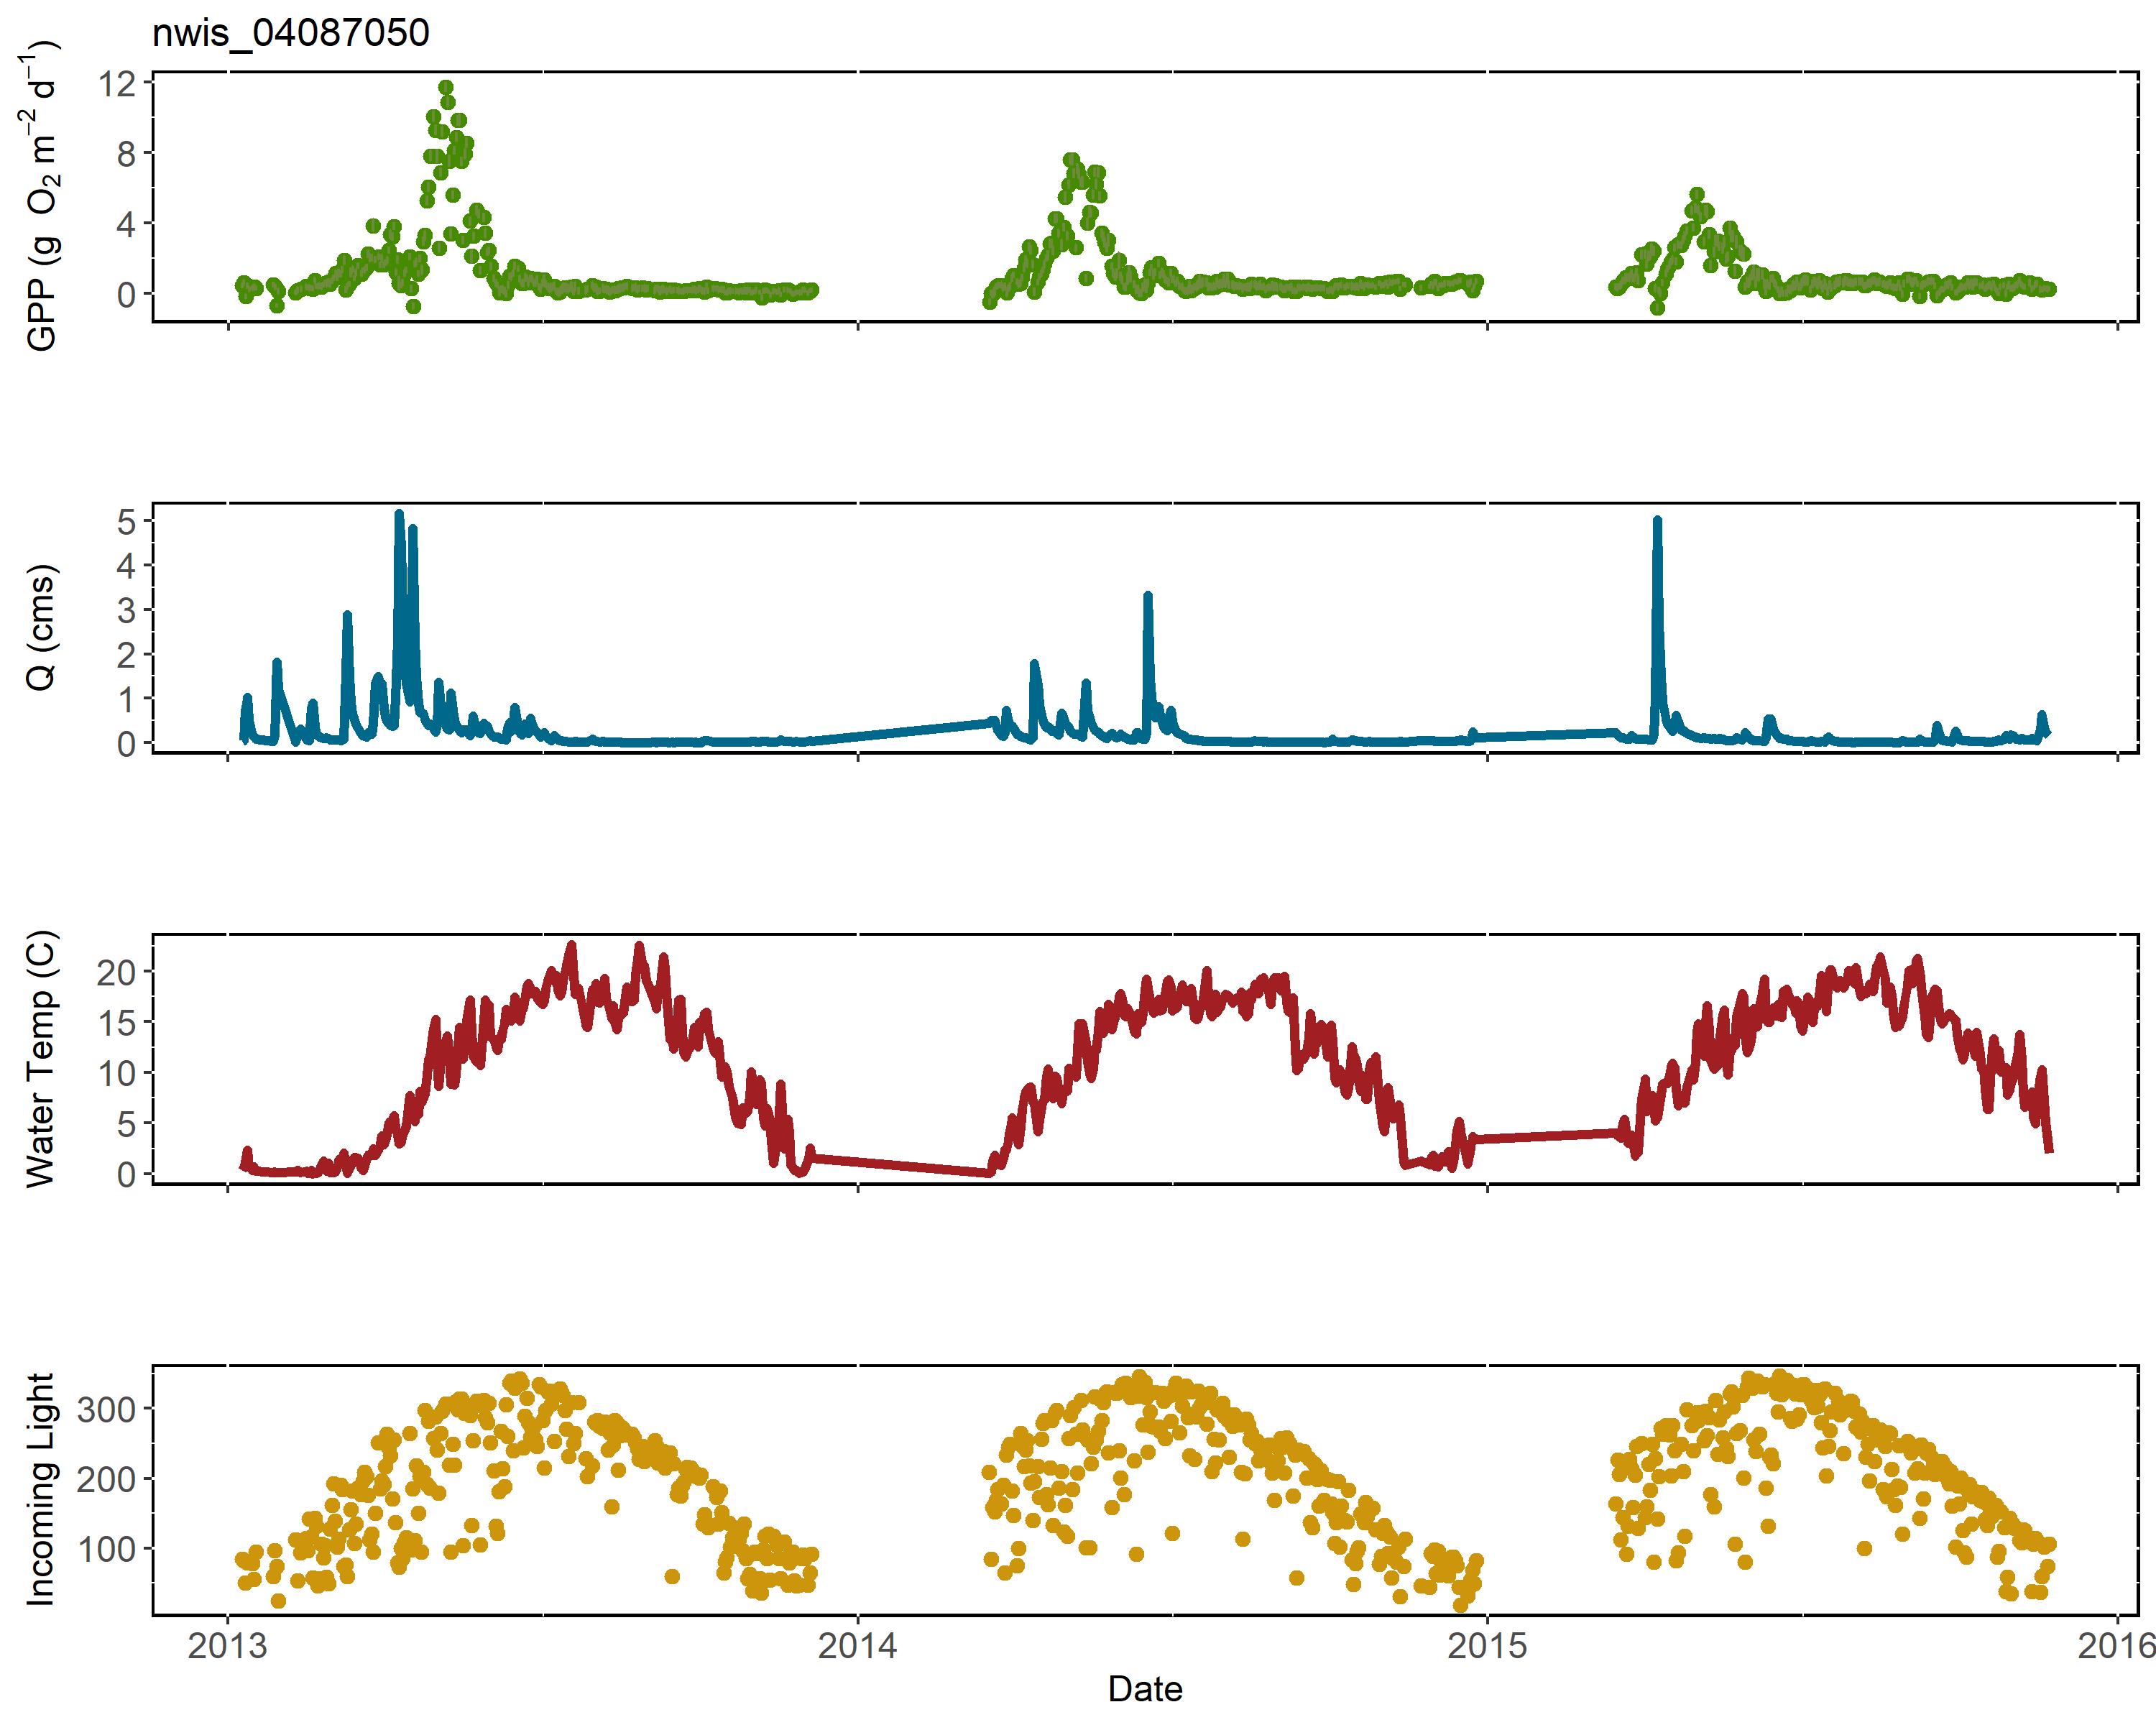 nwis_04087050
GPP (g O₂ m⁻² d⁻¹)
12
8
4
0
Q (cms)
5
4
3
2
1
0
Water Temp (C)
20
15
10
5
0
Incoming Light
300
200
100
2013 2014 2015 2016
Date